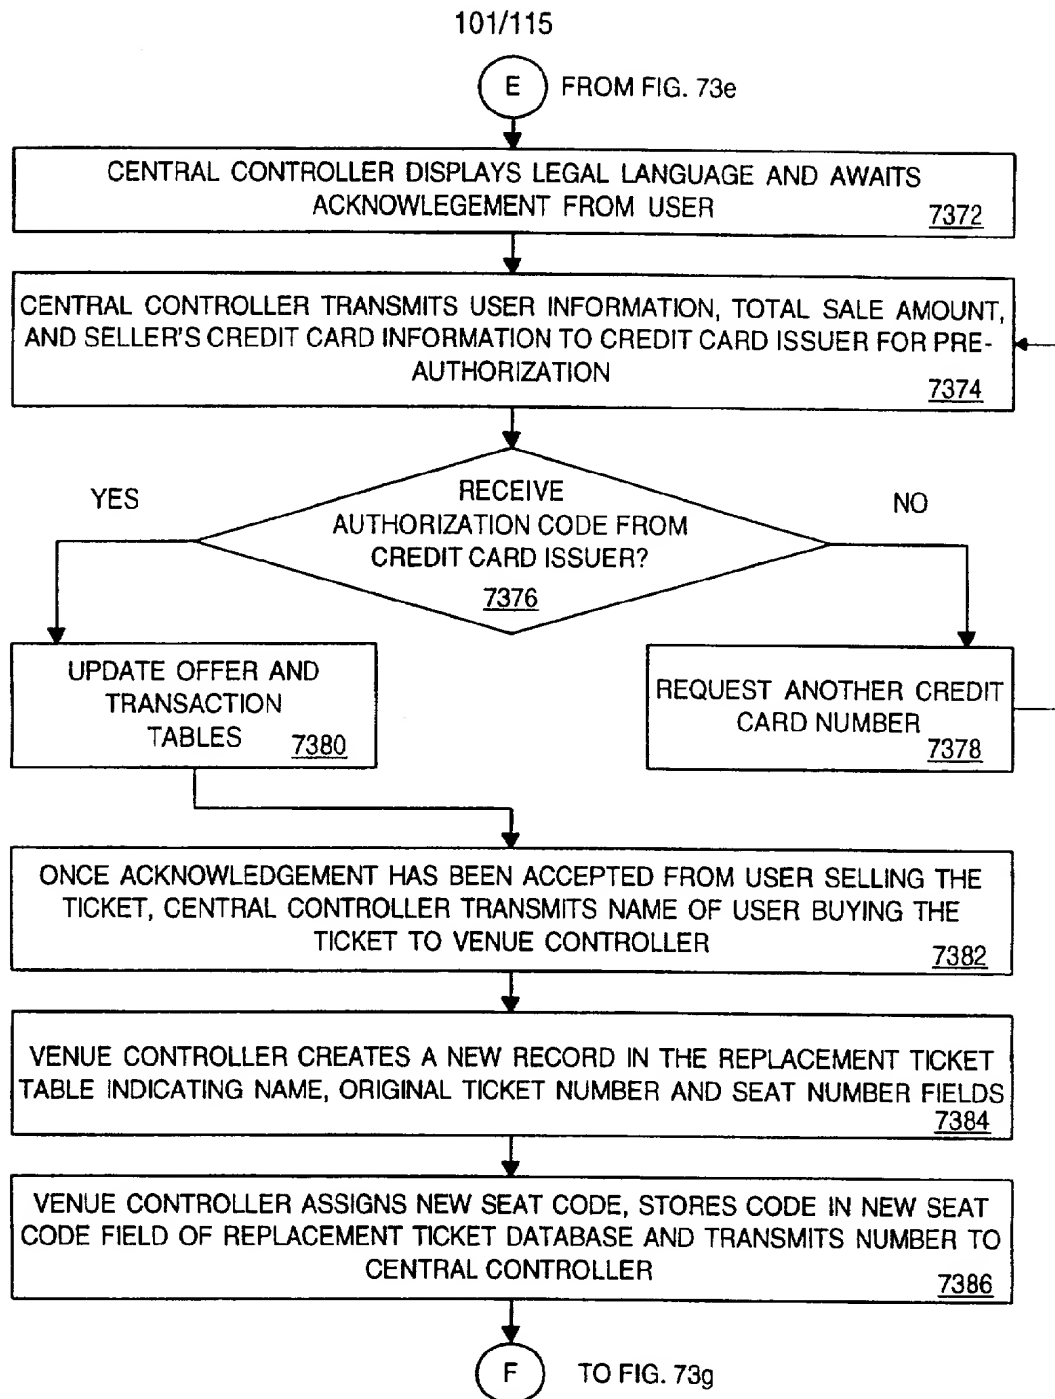 101/115
E FROM FIG. 73e
CENTRAL CONTROLLER DISPLAYS LEGAL LANGUAGE AND AWAITS
ACKNOWLEGEMENT FROM USER 7372
CENTRAL CONTROLLER TRANSMITS USER INFORMATION, TOTAL SALE AMOUNT,
AND SELLER'S CREDIT CARD INFORMATION TO CREDIT CARD ISSUER FOR PRE-
AUTHORIZATION 7374
YES
RECEIVE
AUTHORIZATION CODE FROM
CREDIT CARD ISSUER?
7376
NO
UPDATE OFFER AND
TRANSACTION
TABLES 7380
REQUEST ANOTHER CREDIT
CARD NUMBER
7378
ONCE ACKNOWLEDGEMENT HAS BEEN ACCEPTED FROM USER SELLING THE
TICKET, CENTRAL CONTROLLER TRANSMITS NAME OF USER BUYING THE
TICKET TO VENUE CONTROLLER 7382
VENUE CONTROLLER CREATES A NEW RECORD IN THE REPLACEMENT TICKET
TABLE INDICATING NAME, ORIGINAL TICKET NUMBER AND SEAT NUMBER FIELDS
7384
VENUE CONTROLLER ASSIGNS NEW SEAT CODE, STORES CODE IN NEW SEAT
CODE FIELD OF REPLACEMENT TICKET DATABASE AND TRANSMITS NUMBER TO
CENTRAL CONTROLLER 7386
F TO FIG. 73g